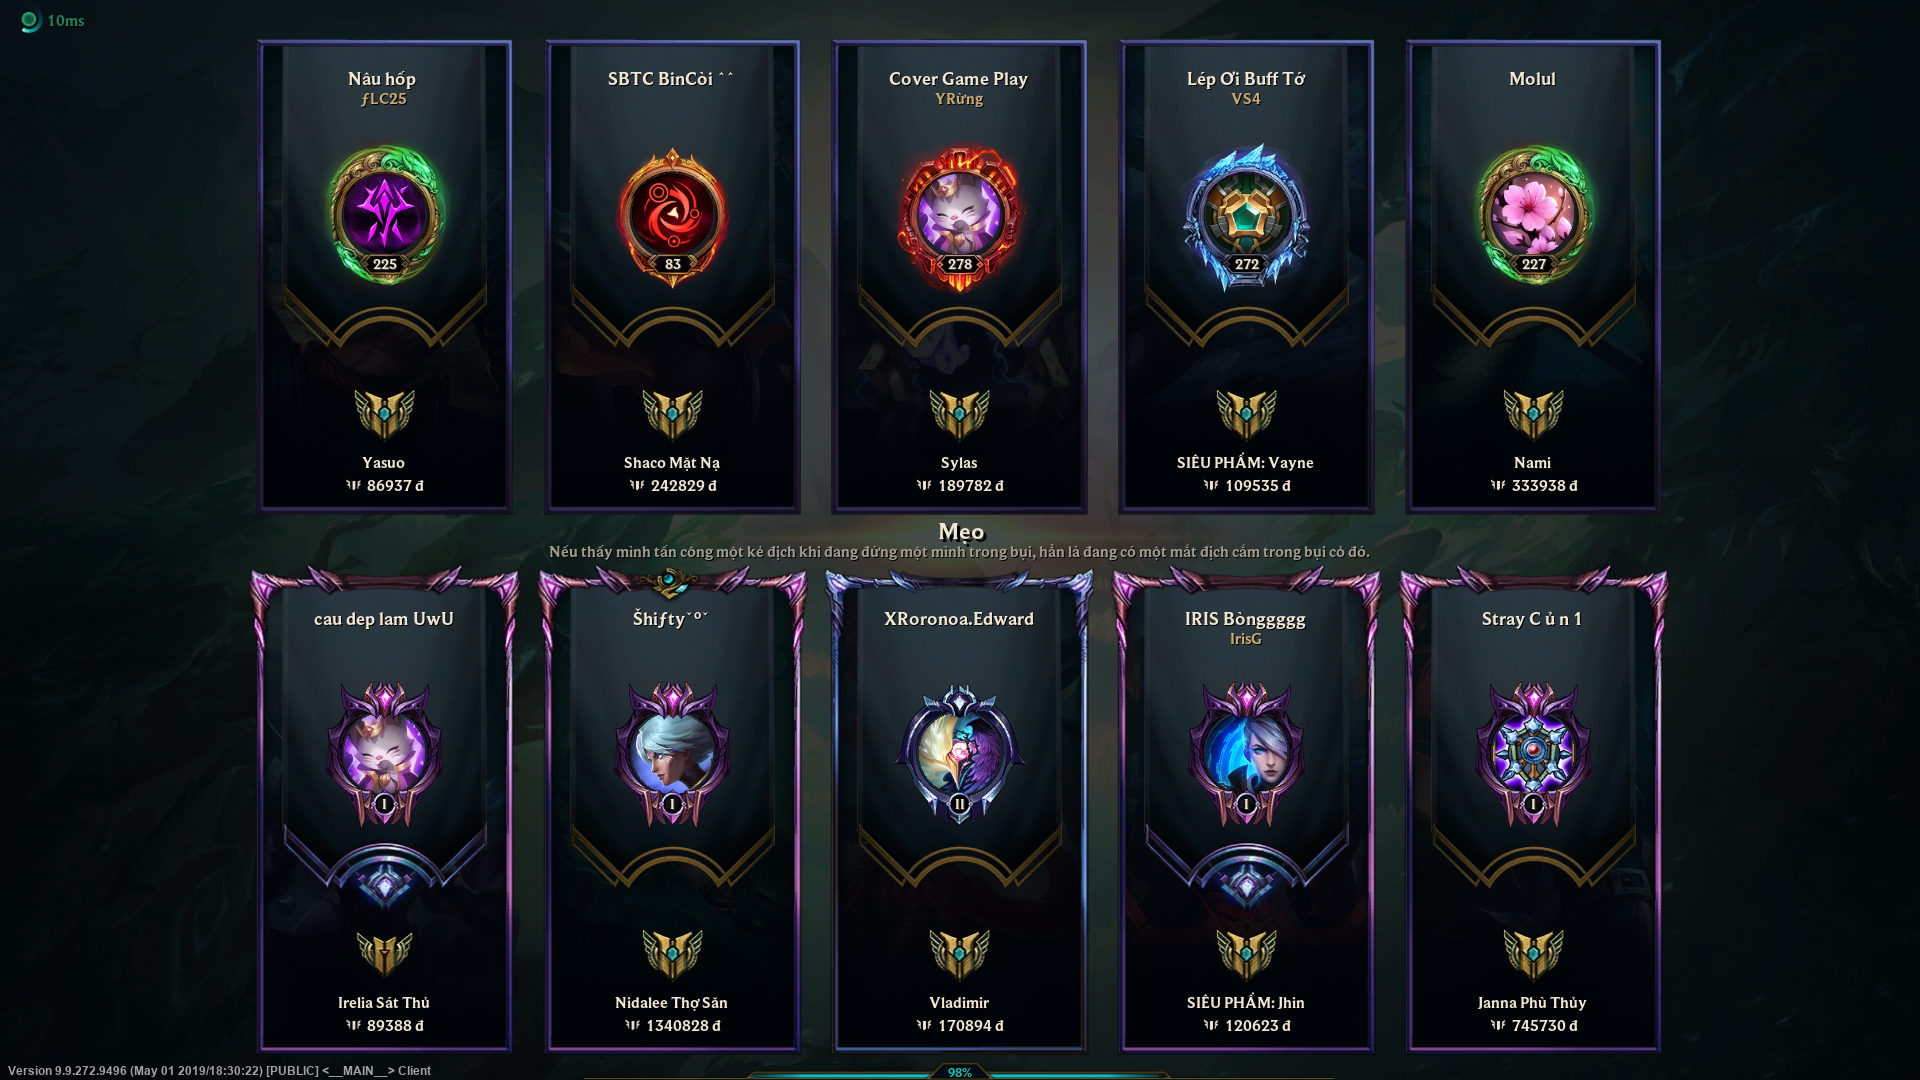 10ms
Nâu hốp
ƒLC25
225
Yasuo
86937 đ
SBTC BinCòi ˆˆ
83
Shaco Mặt Nạ
242829 đ
Cover Game Play
YRừng
278
Sylas
189782 đ
Lép Ơi Buff Tớ
VS4
272
SIÊU PHẨM: Vayne
109535 đ
Molul
227
Nami
333938 đ
Mẹo
Nếu thấy mình tấn công một kẻ địch khi đang đứng một mình trong bụi, hẳn là đang có một mắt địch cắm trong bụi cỏ đó.
cau dep lam UwU
I
Irelia Sát Thủ
89388 đ
Šhiƒtyˇºˇ
I
Nidalee Thợ Săn
1340828 đ
XRoronoa.Edward
II
Vladimir
170894 đ
IRIS Bònggggg
IrisG
I
SIÊU PHẨM: Jhin
120623 đ
Stray C ủ n 1
I
Janna Phù Thủy
745730 đ
Version 9.9.272.9496 (May 01 2019/18:30:22) [PUBLIC] <__MAIN__> Client
98%